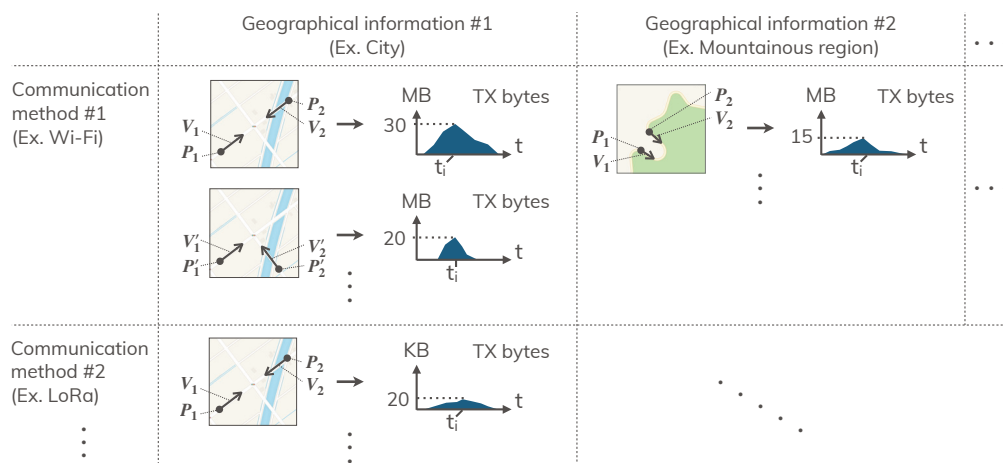 Geographical information #1
(Ex. City)
Geographical information #2
(Ex. Mountainous region)
Communication
method #1
(Ex. Wi-Fi)
V1
P1
P2
V2
MB
TX bytes
30
ti
t
P2
V2
P1
V1
MB
TX bytes
15
ti
t
V′1
P′1
V′2
P′2
MB
TX bytes
20
ti
t
Communication
method #2
(Ex. LoRa)
V1
P1
P2
V2
KB
TX bytes
20
ti
t